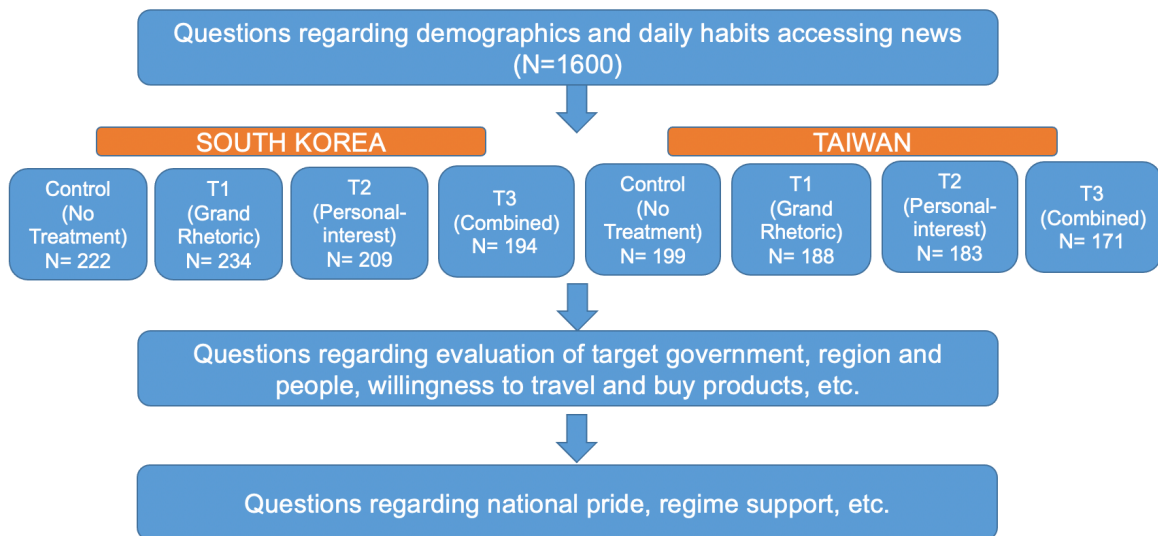 Questions regarding demographics and daily habits accessing news
(N=1600)
SOUTH KOREA
TAIWAN
Control
(No
Treatment)
N= 222
T1
(Grand
Rhetoric)
N= 234
T2
(Personal-
interest)
N= 209
T3
(Combined)
N= 194
Control
(No
Treatment)
N= 199
T1
(Grand
Rhetoric)
N= 188
T2
(Personal-
interest)
N= 183
T3
(Combined)
N= 171
Questions regarding evaluation of target government, region and
people, willingness to travel and buy products, etc.
Questions regarding national pride, regime support, etc.